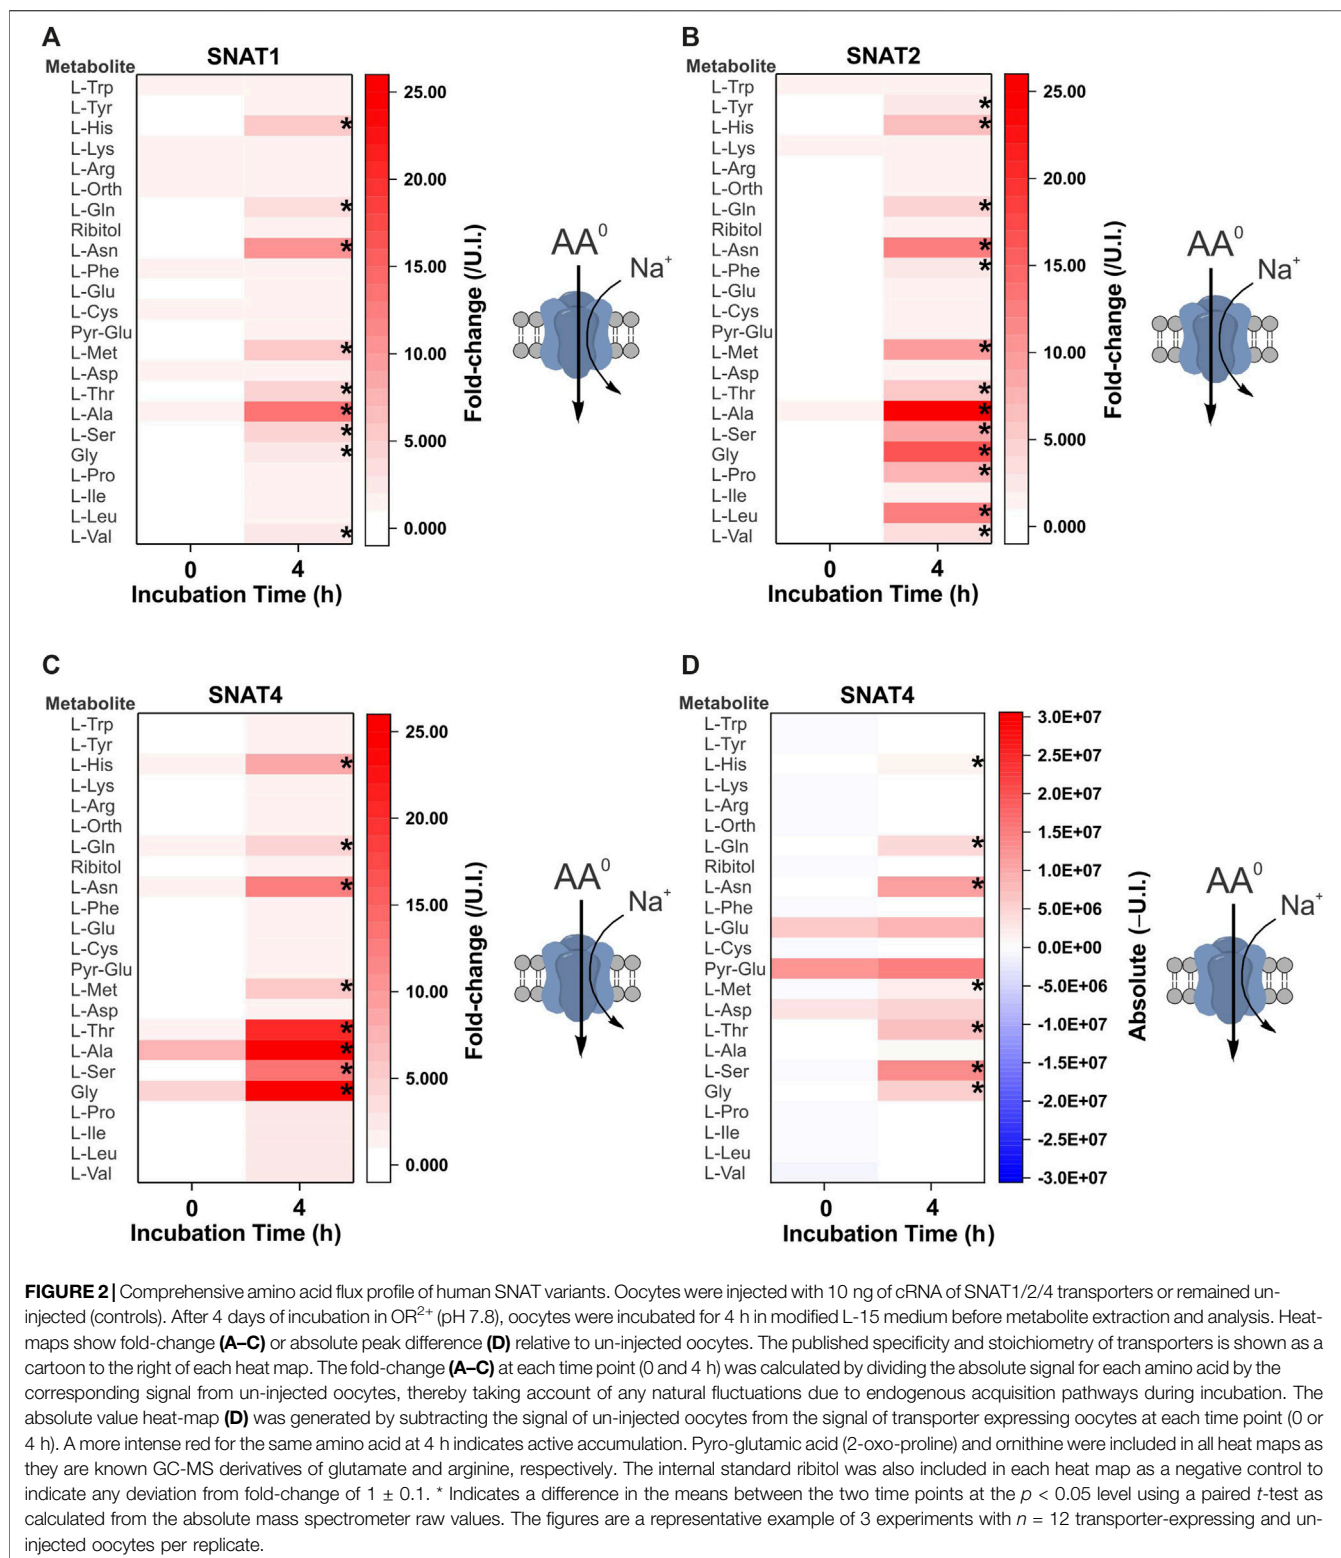 A
SNAT1
Metabolite
L-Trp
L-Tyr
L-His
L-Lys
L-Arg
L-Orth
L-Gln
Ribitol
L-Asn
L-Phe
L-Glu
L-Cys
Pyr-Glu
L-Met
L-Asp
L-Thr
L-Ala
L-Ser
Gly
L-Pro
L-Ile
L-Leu
L-Val
* * * * * * * * *
0 4
Incubation Time (h)
25.00
20.00
15.00
10.00
5.000
0.000
Fold-change (/U.I.)
AA⁰
Na⁺
B
SNAT2
Metabolite
L-Trp
L-Tyr
L-His
L-Lys
L-Arg
L-Orth
L-Gln
Ribitol
L-Asn
L-Phe
L-Glu
L-Cys
Pyr-Glu
L-Met
L-Asp
L-Thr
L-Ala
L-Ser
Gly
L-Pro
L-Ile
L-Leu
L-Val
* * * * * * * * * * * * *
0 4
Incubation Time (h)
25.00
20.00
15.00
10.00
5.000
0.000
Fold-change (/U.I.)
AA⁰
Na⁺
C
SNAT4
Metabolite
L-Trp
L-Tyr
L-His
L-Lys
L-Arg
L-Orth
L-Gln
Ribitol
L-Asn
L-Phe
L-Glu
L-Cys
Pyr-Glu
L-Met
L-Asp
L-Thr
L-Ala
L-Ser
Gly
L-Pro
L-Ile
L-Leu
L-Val
* * * * * * * *
0 4
Incubation Time (h)
25.00
20.00
15.00
10.00
5.000
0.000
Fold-change (/U.I.)
AA⁰
Na⁺
D
SNAT4
Metabolite
L-Trp
L-Tyr
L-His
L-Lys
L-Arg
L-Orth
L-Gln
Ribitol
L-Asn
L-Phe
L-Glu
L-Cys
Pyr-Glu
L-Met
L-Asp
L-Thr
L-Ala
L-Ser
Gly
L-Pro
L-Ile
L-Leu
L-Val
* * * * * * *
0 4
Incubation Time (h)
3.0E+07
2.5E+07
2.0E+07
1.5E+07
1.0E+07
5.0E+06
0.0E+00
-5.0E+06
-1.0E+07
-1.5E+07
-2.0E+07
-2.5E+07
-3.0E+07
Absolute (−U.I.)
AA⁰
Na⁺
FIGURE 2 | Comprehensive amino acid flux profile of human SNAT variants. Oocytes were injected with 10 ng of cRNA of SNAT1/2/4 transporters or remained un-
injected (controls). After 4 days of incubation in OR²⁺ (pH 7.8), oocytes were incubated for 4 h in modified L-15 medium before metabolite extraction and analysis. Heat-
maps show fold-change (A–C) or absolute peak difference (D) relative to un-injected oocytes. The published specificity and stoichiometry of transporters is shown as a
cartoon to the right of each heat map. The fold-change (A–C) at each time point (0 and 4 h) was calculated by dividing the absolute signal for each amino acid by the
corresponding signal from un-injected oocytes, thereby taking account of any natural fluctuations due to endogenous acquisition pathways during incubation. The
absolute value heat-map (D) was generated by subtracting the signal of un-injected oocytes from the signal of transporter expressing oocytes at each time point (0 or
4 h). A more intense red for the same amino acid at 4 h indicates active accumulation. Pyro-glutamic acid (2-oxo-proline) and ornithine were included in all heat maps as
they are known GC-MS derivatives of glutamate and arginine, respectively. The internal standard ribitol was also included in each heat map as a negative control to
indicate any deviation from fold-change of 1 ± 0.1. * Indicates a difference in the means between the two time points at the p < 0.05 level using a paired t-test as
calculated from the absolute mass spectrometer raw values. The figures are a representative example of 3 experiments with n = 12 transporter-expressing and un-
injected oocytes per replicate.